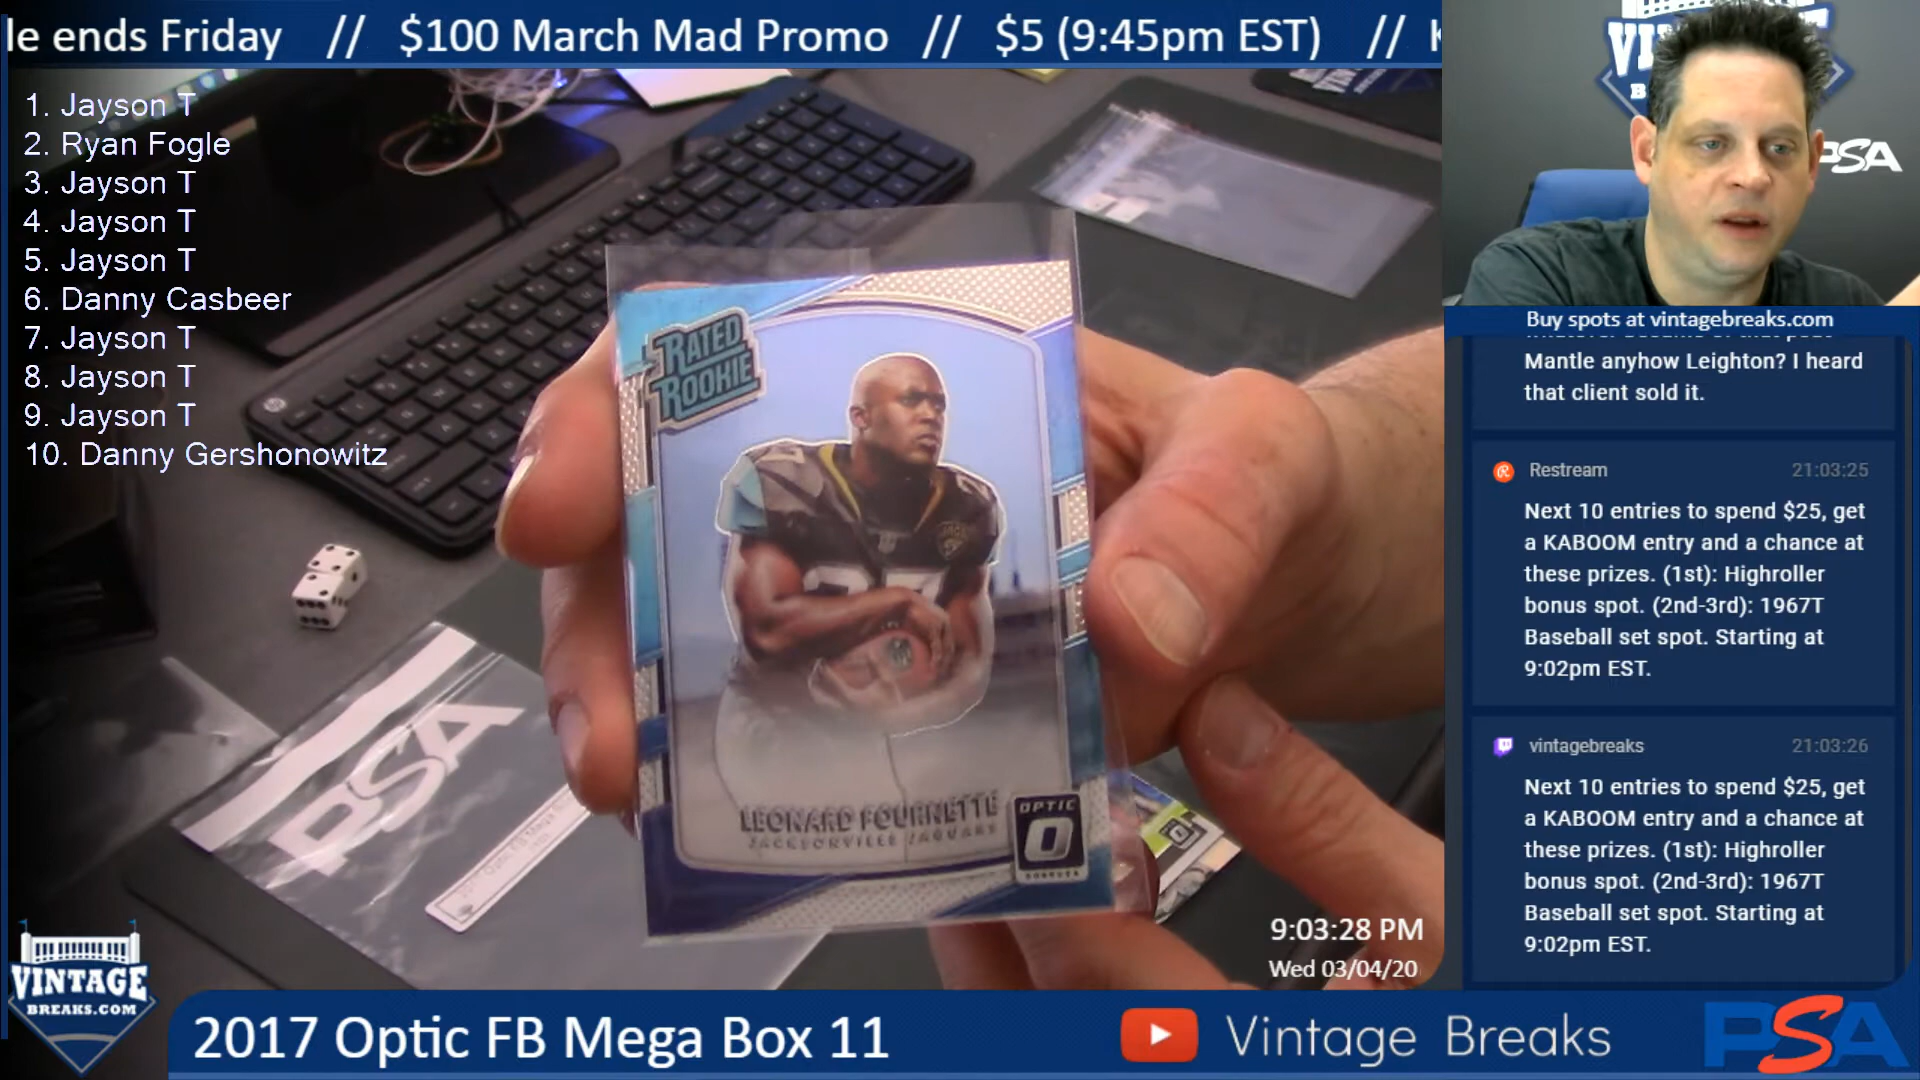 le ends Friday // $100 March Mad Promo // $5 (9:45pm EST) //
1. Jayson T
2. Ryan Fogle
3. Jayson T
4. Jayson T
5. Jayson T
6. Danny Casbeer
7. Jayson T
8. Jayson T
9. Jayson T
10. Danny Gershonowitz
RATED
ROOKIE
LEONARD FOURNETTE
JACKSONVILLE JAGUARS
OPTIC
PSA
PSA
Buy spots at vintagebreaks.com
Mantle anyhow Leighton? I heard
that client sold it.
Restream 21:03:25
Next 10 entries to spend $25, get
a KABOOM entry and a chance at
these prizes. (1st): Highroller
bonus spot. (2nd-3rd): 1967T
Baseball set spot. Starting at
9:02pm EST.
vintagebreaks 21:03:26
Next 10 entries to spend $25, get
a KABOOM entry and a chance at
these prizes. (1st): Highroller
bonus spot. (2nd-3rd): 1967T
Baseball set spot. Starting at
9:02pm EST.
9:03:28 PM
Wed 03/04/20
VINTAGE
BREAKS.COM
2017 Optic FB Mega Box 11
Vintage Breaks
PSA